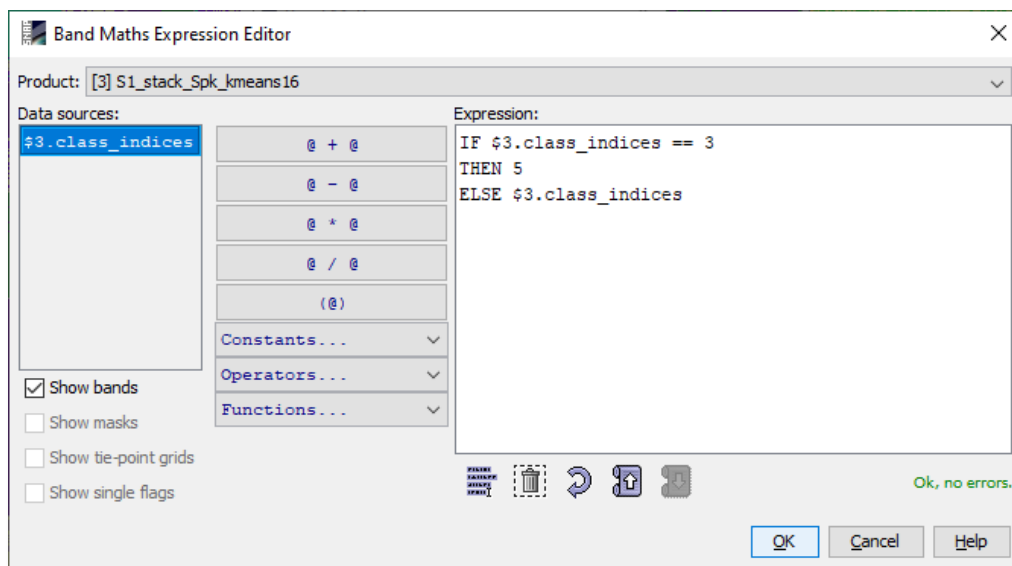 Band Maths Expression Editor
Product: [3] S1_stack_Spk_kmeans16
Data sources:
$3.class_indices
@ + @
@ - @
@ * @
@ / @
(@)
Constants...
Operators...
Functions...
Show bands
Show masks
Show tie-point grids
Show single flags
Expression:
IF $3.class_indices == 3
THEN 5
ELSE $3.class_indices
Ok, no errors.
OK
Cancel
Help